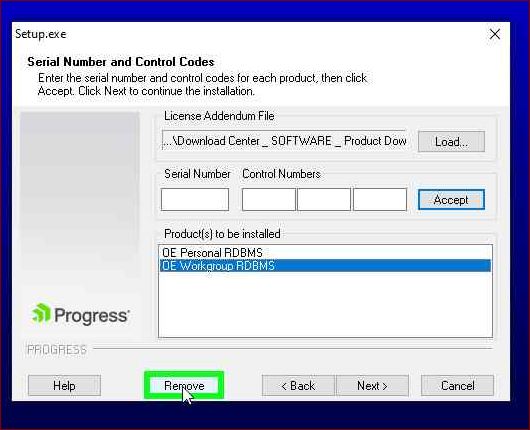 Setup.exe
Serial Number and Control Codes
Enter the serial number and control codes for each product, then click
Accept. Click Next to continue the installation.
License Addendum File
...\Download Center _ SOFTWARE _ Product Dow
Load...
Serial Number
Control Numbers
Accept
Product(s) to be installed
OE Personal RDBMS
OE Workgroup RDBMS
Progress
PROGRESS
Help
Remove
< Back
Next >
Cancel